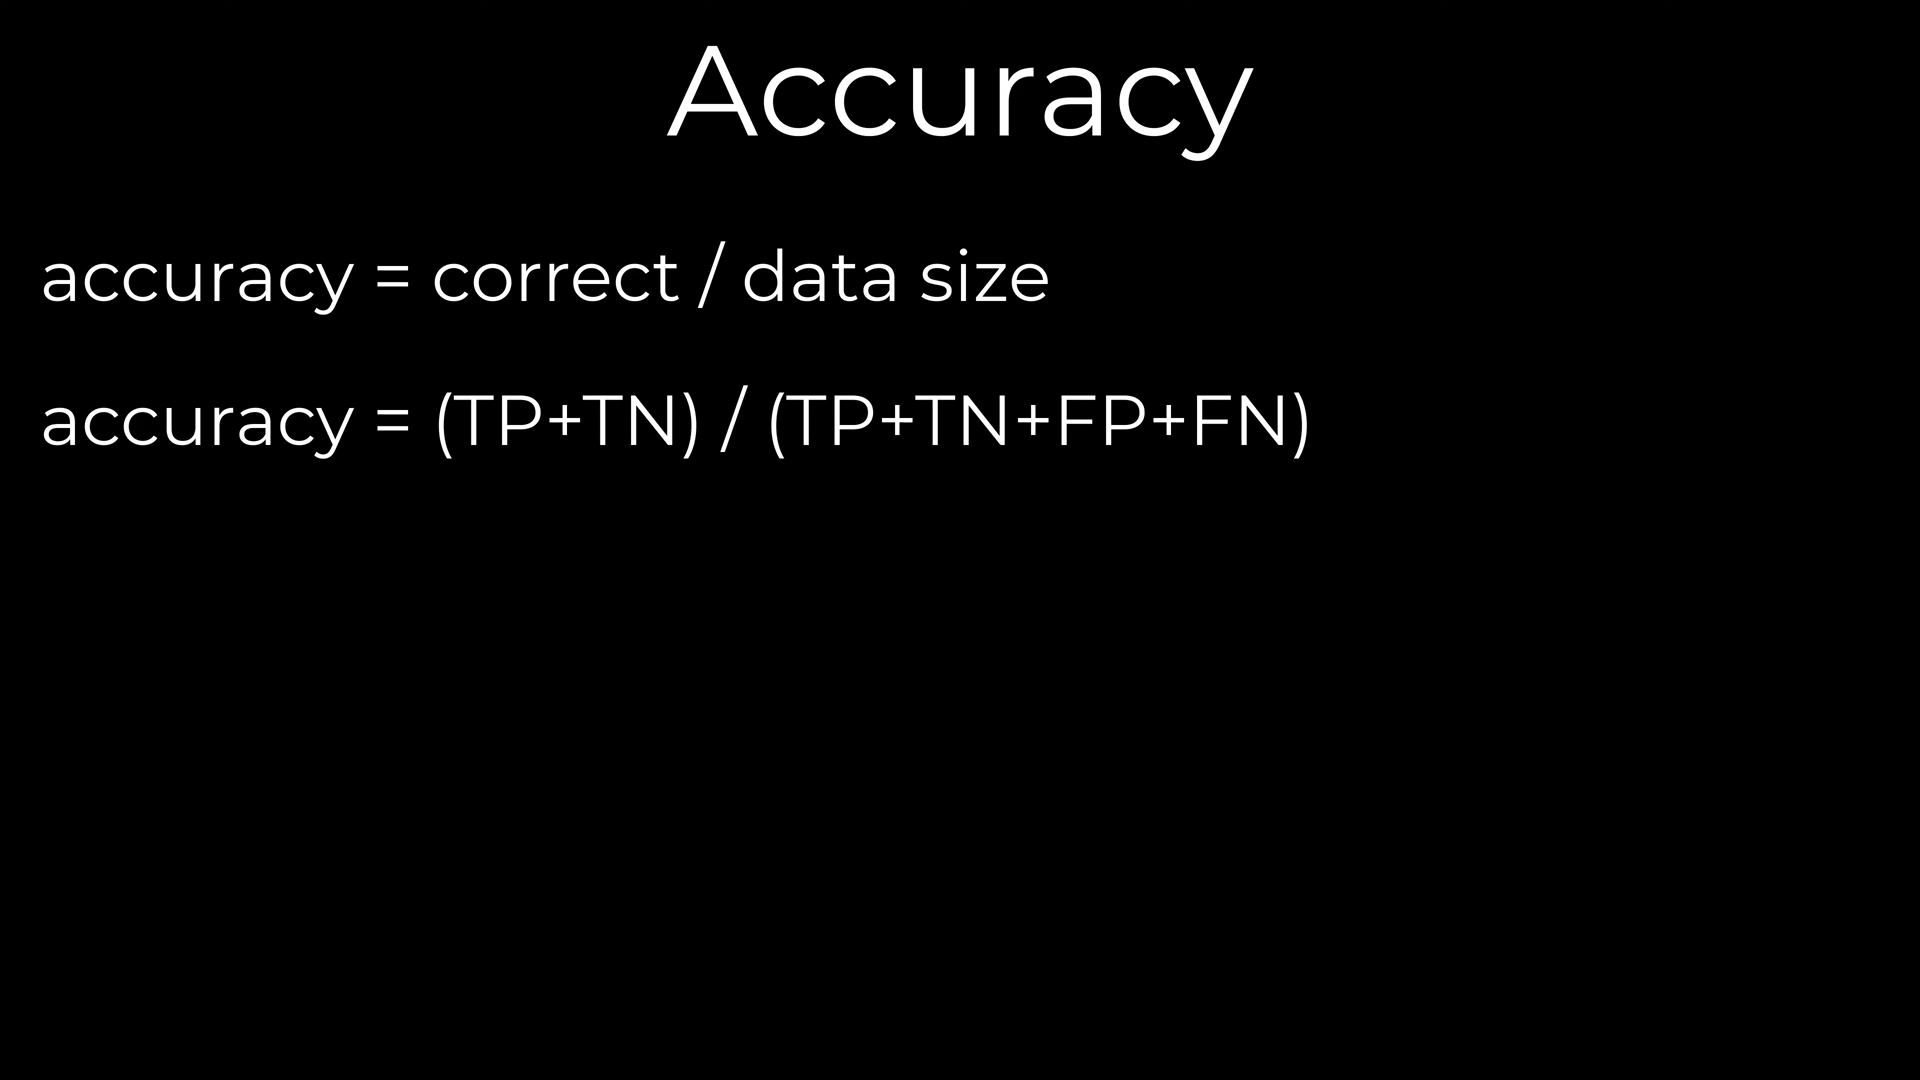 Accuracy
accuracy = correct / data size
accuracy = (TP+TN) / (TP+TN+FP+FN)